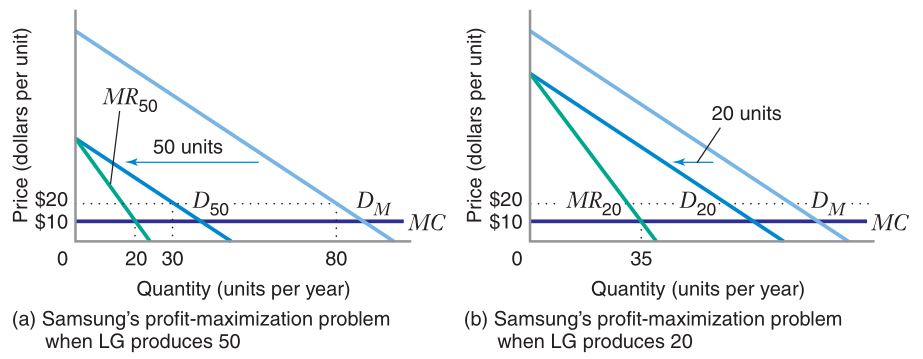 Price (dollars per unit)
MR50
50 units
$20
D50
DM
$10
MC
0
20
30
80
Quantity (units per year)
(a) Samsung's profit-maximization problem
when LG produces 50
Price (dollars per unit)
20 units
$20
MR20
D20
DM
$10
MC
0
35
Quantity (units per year)
(b) Samsung's profit-maximization problem
when LG produces 20